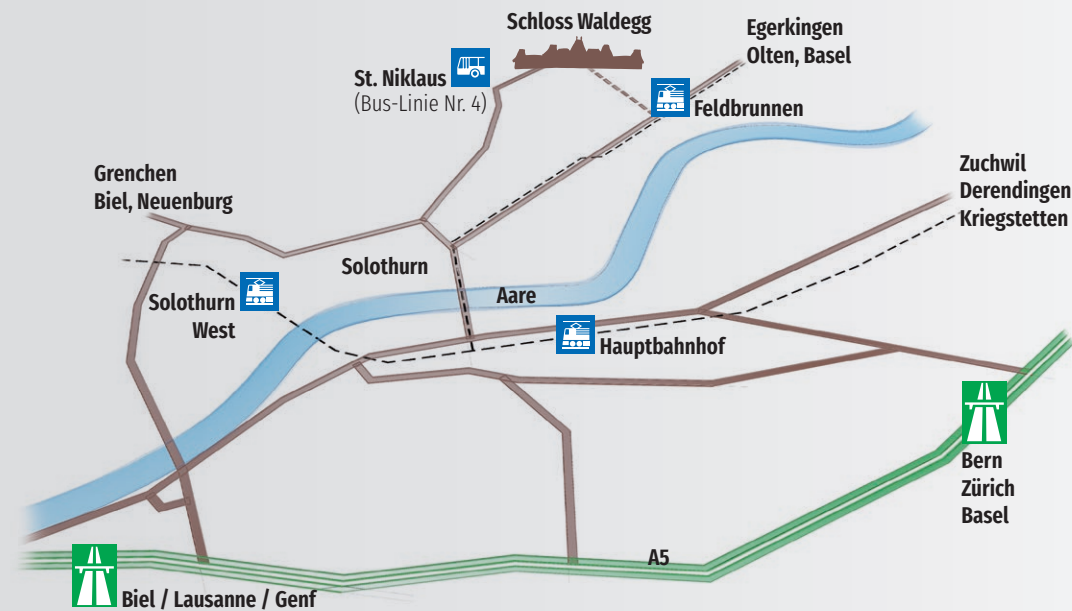 Schloss Waldegg
Egerkingen
Olten, Basel
St. Niklaus
(Bus-Linie Nr. 4)
Feldbrunnen
Grenchen
Biel, Neuenburg
Zuchwil
Derendingen
Kriegstetten
Solothurn
Solothurn
West
Aare
Hauptbahnhof
Bern
Zürich
Basel
A5
Biel / Lausanne / Genf